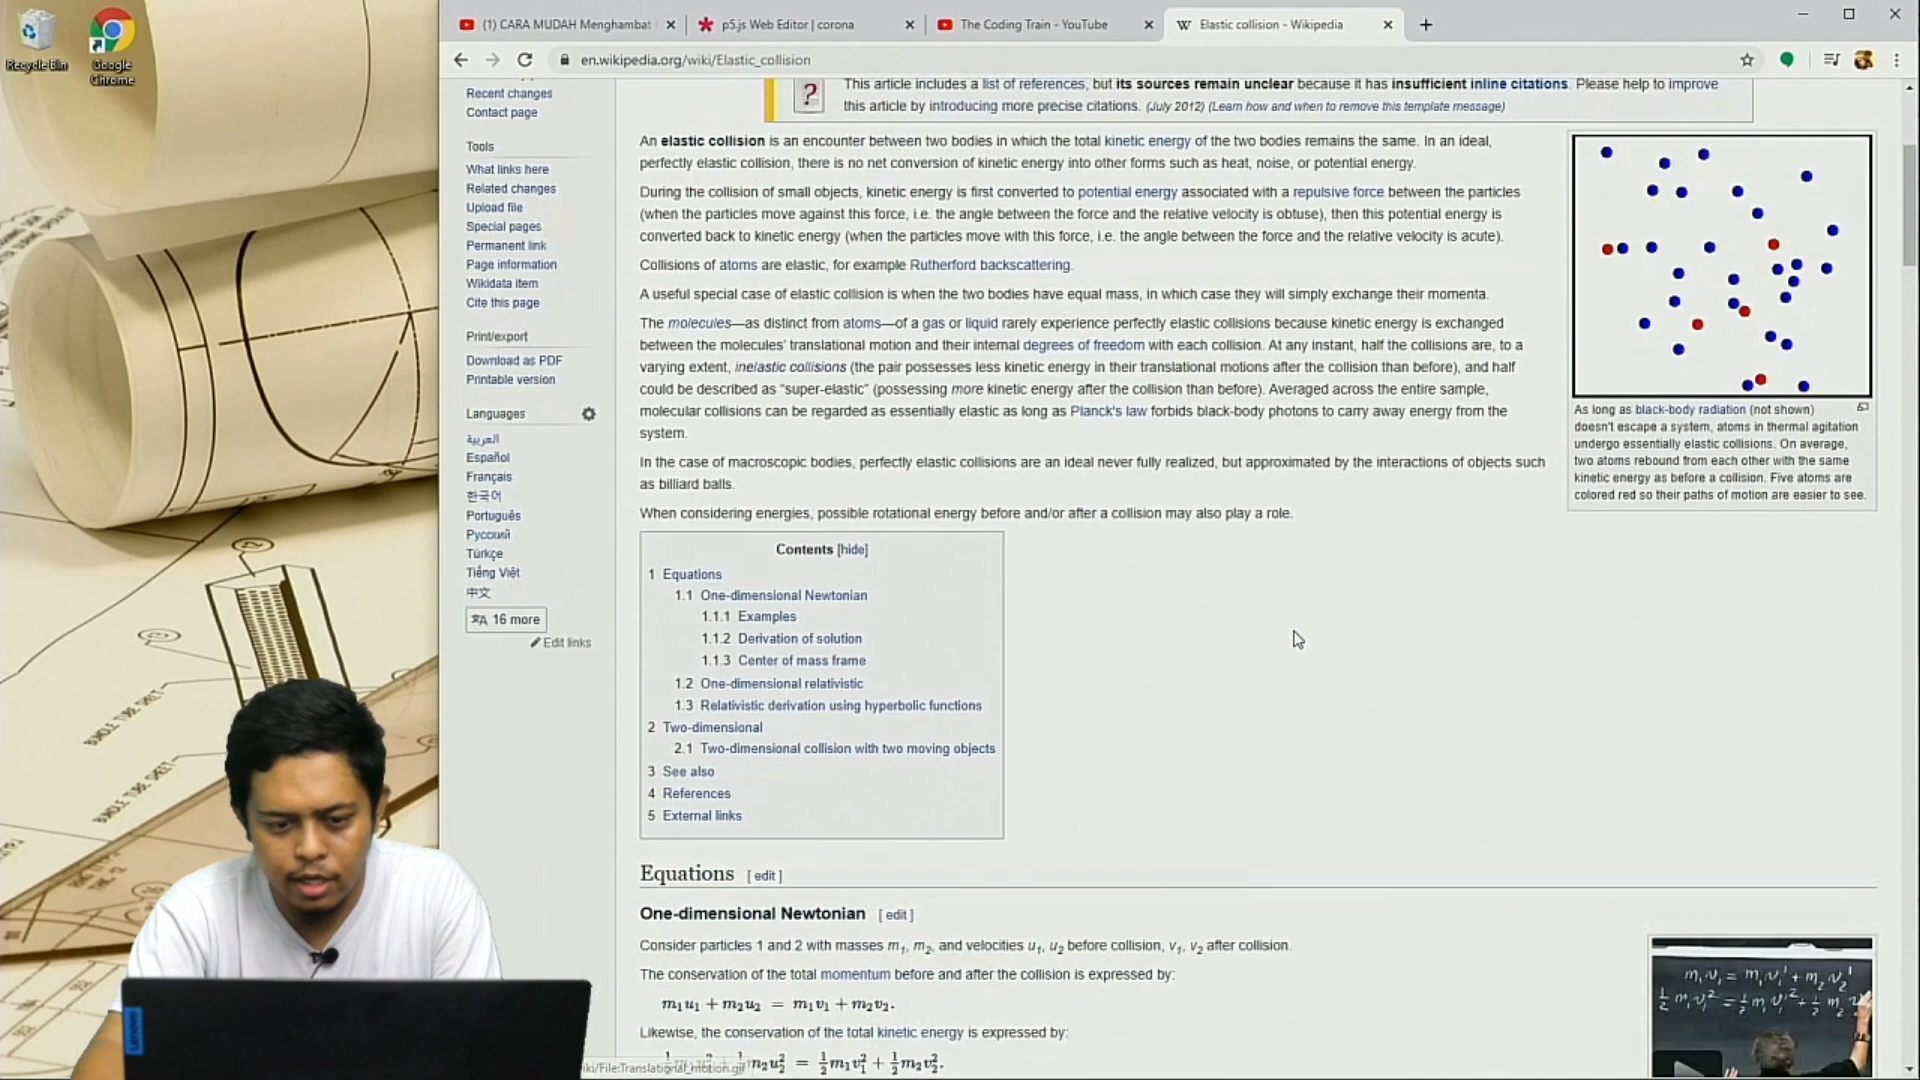 (1) CARA MUDAH Menghambat
p5.js Web Editor | corona
The Coding Train - YouTube
Elastic collision - Wikipedia
en.wikipedia.org/wiki/Elastic_collision
Recycle Bin
Google Chrome
Recent changes
Contact page
Tools
What links here
Related changes
Upload file
Special pages
Permanent link
Page information
Wikidata item
Cite this page
Print/export
Download as PDF
Printable version
Languages
العربية
Español
Français
한국어
Português
Русский
Türkçe
Tiếng Việt
中文
16 more
Edit links
This article includes a list of references, but its sources remain unclear because it has insufficient inline citations. Please help to improve
this article by introducing more precise citations. (July 2012) (Learn how and when to remove this template message)
An elastic collision is an encounter between two bodies in which the total kinetic energy of the two bodies remains the same. In an ideal,
perfectly elastic collision, there is no net conversion of kinetic energy into other forms such as heat, noise, or potential energy.
During the collision of small objects, kinetic energy is first converted to potential energy associated with a repulsive force between the particles
(when the particles move against this force, i.e. the angle between the force and the relative velocity is obtuse), then this potential energy is
converted back to kinetic energy (when the particles move with this force, i.e. the angle between the force and the relative velocity is acute).
Collisions of atoms are elastic, for example Rutherford backscattering.
A useful special case of elastic collision is when the two bodies have equal mass, in which case they will simply exchange their momenta.
The molecules—as distinct from atoms—of a gas or liquid rarely experience perfectly elastic collisions because kinetic energy is exchanged
between the molecules' translational motion and their internal degrees of freedom with each collision. At any instant, half the collisions are, to a
varying extent, inelastic collisions (the pair possesses less kinetic energy in their translational motions after the collision than before), and half
could be described as "super-elastic" (possessing more kinetic energy after the collision than before). Averaged across the entire sample,
molecular collisions can be regarded as essentially elastic as long as Planck's law forbids black-body photons to carry away energy from the
system.
In the case of macroscopic bodies, perfectly elastic collisions are an ideal never fully realized, but approximated by the interactions of objects such
as billiard balls.
When considering energies, possible rotational energy before and/or after a collision may also play a role.
As long as black-body radiation (not shown)
doesn't escape a system, atoms in thermal agitation
undergo essentially elastic collisions. On average,
two atoms rebound from each other with the same
kinetic energy as before a collision. Five atoms are
colored red so their paths of motion are easier to see.
Contents [hide]
1 Equations
1.1 One-dimensional Newtonian
1.1.1 Examples
1.1.2 Derivation of solution
1.1.3 Center of mass frame
1.2 One-dimensional relativistic
1.3 Relativistic derivation using hyperbolic functions
2 Two-dimensional
2.1 Two-dimensional collision with two moving objects
3 See also
4 References
5 External links
Equations [ edit ]
One-dimensional Newtonian [ edit ]
Consider particles 1 and 2 with masses m₁, m₂, and velocities u₁, u₂ before collision, v₁, v₂ after collision.
The conservation of the total momentum before and after the collision is expressed by:
m₁u₁ + m₂u₂ = m₁v₁ + m₂v₂.
Likewise, the conservation of the total kinetic energy is expressed by:
u₂² = ½m₁v₁² + ½m₂v₂².
iki/File:Translational_motion.gif
BUNDLE TUBE SHEET
BUNDLE TUBE SHEET
12
13
Lenovo